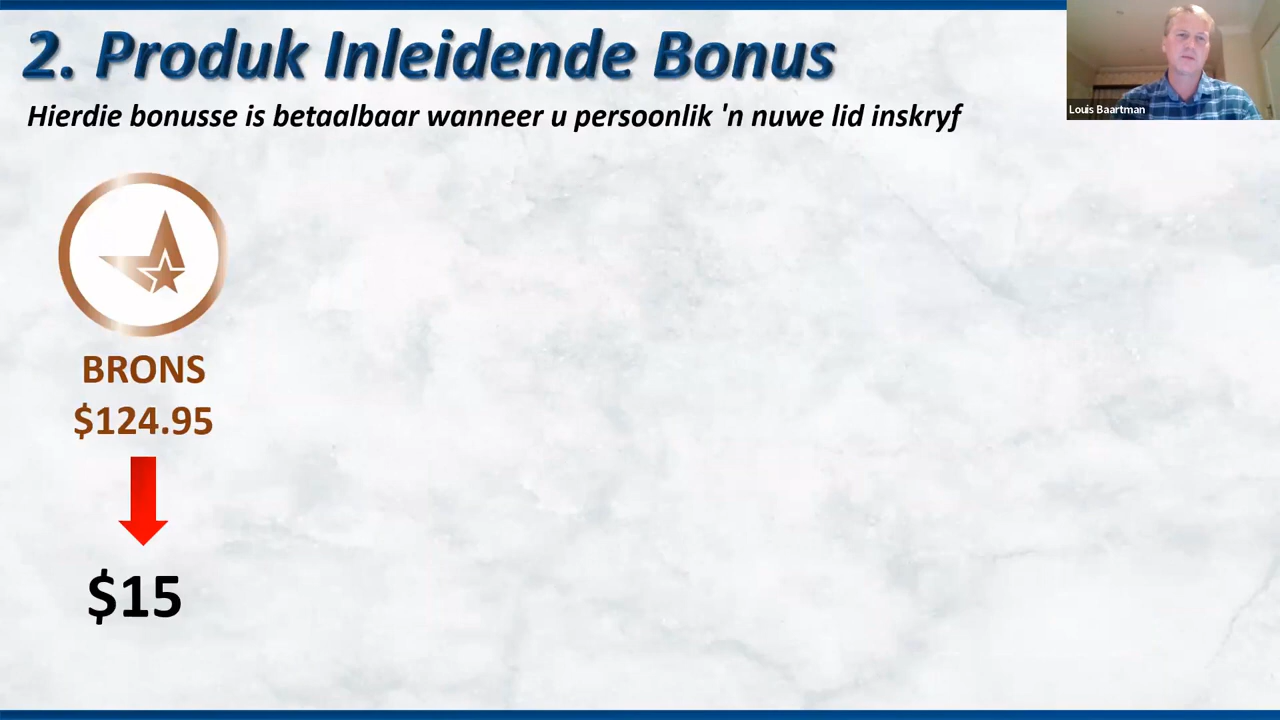 2. Produk Inleidende Bonus
Hierdie bonusse is betaalbaar wanneer u persoonlik 'n nuwe lid inskryf
Louis Baartman
BRONS
$124.95
$15